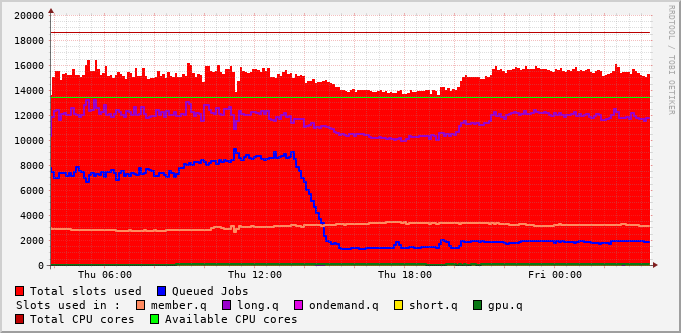 20000
18000
16000
14000
12000
10000
8000
6000
4000
2000
0
Thu 06:00 Thu 12:00 Thu 18:00 Fri 00:00
RRDTOOL / TOBI OETIKER
Total slots used Queued Jobs
Slots used in : member.q long.q ondemand.q short.q gpu.q
Total CPU cores Available CPU cores